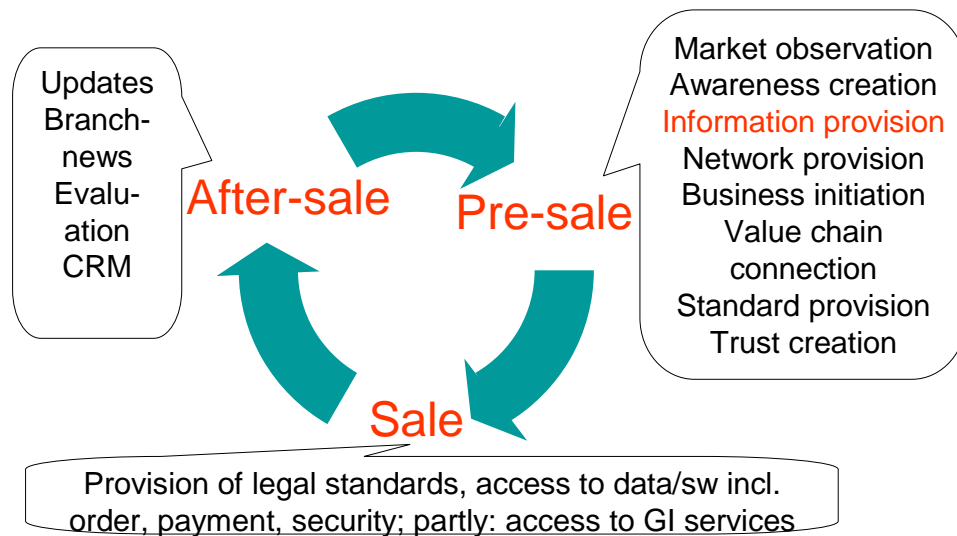 Updates
Branch-
news
Evalu-
ation
CRM
After-sale
Pre-sale
Market observation
Awareness creation
Information provision
Network provision
Business initiation
Value chain
connection
Standard provision
Trust creation
Sale
Provision of legal standards, access to data/sw incl.
order, payment, security; partly: access to GI services